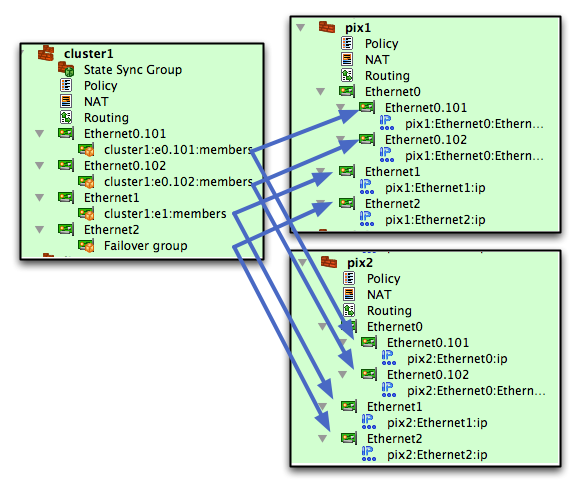 cluster1
State Sync Group
Policy
NAT
Routing
Ethernet0.101
cluster1:e0.101:members
Ethernet0.102
cluster1:e0.102:members
Ethernet1
cluster1:e1:members
Ethernet2
Failover group
pix1
Policy
NAT
Routing
Ethernet0
Ethernet0.101
pix1:Ethernet0:Ethern...
Ethernet0.102
pix1:Ethernet0:Ethern...
Ethernet1
pix1:Ethernet1:ip
Ethernet2
pix1:Ethernet2:ip
pix2
Policy
NAT
Routing
Ethernet0
Ethernet0.101
pix2:Ethernet0:ip
Ethernet0.102
pix2:Ethernet0:Ethern...
Ethernet1
pix2:Ethernet1:ip
Ethernet2
pix2:Ethernet2:ip